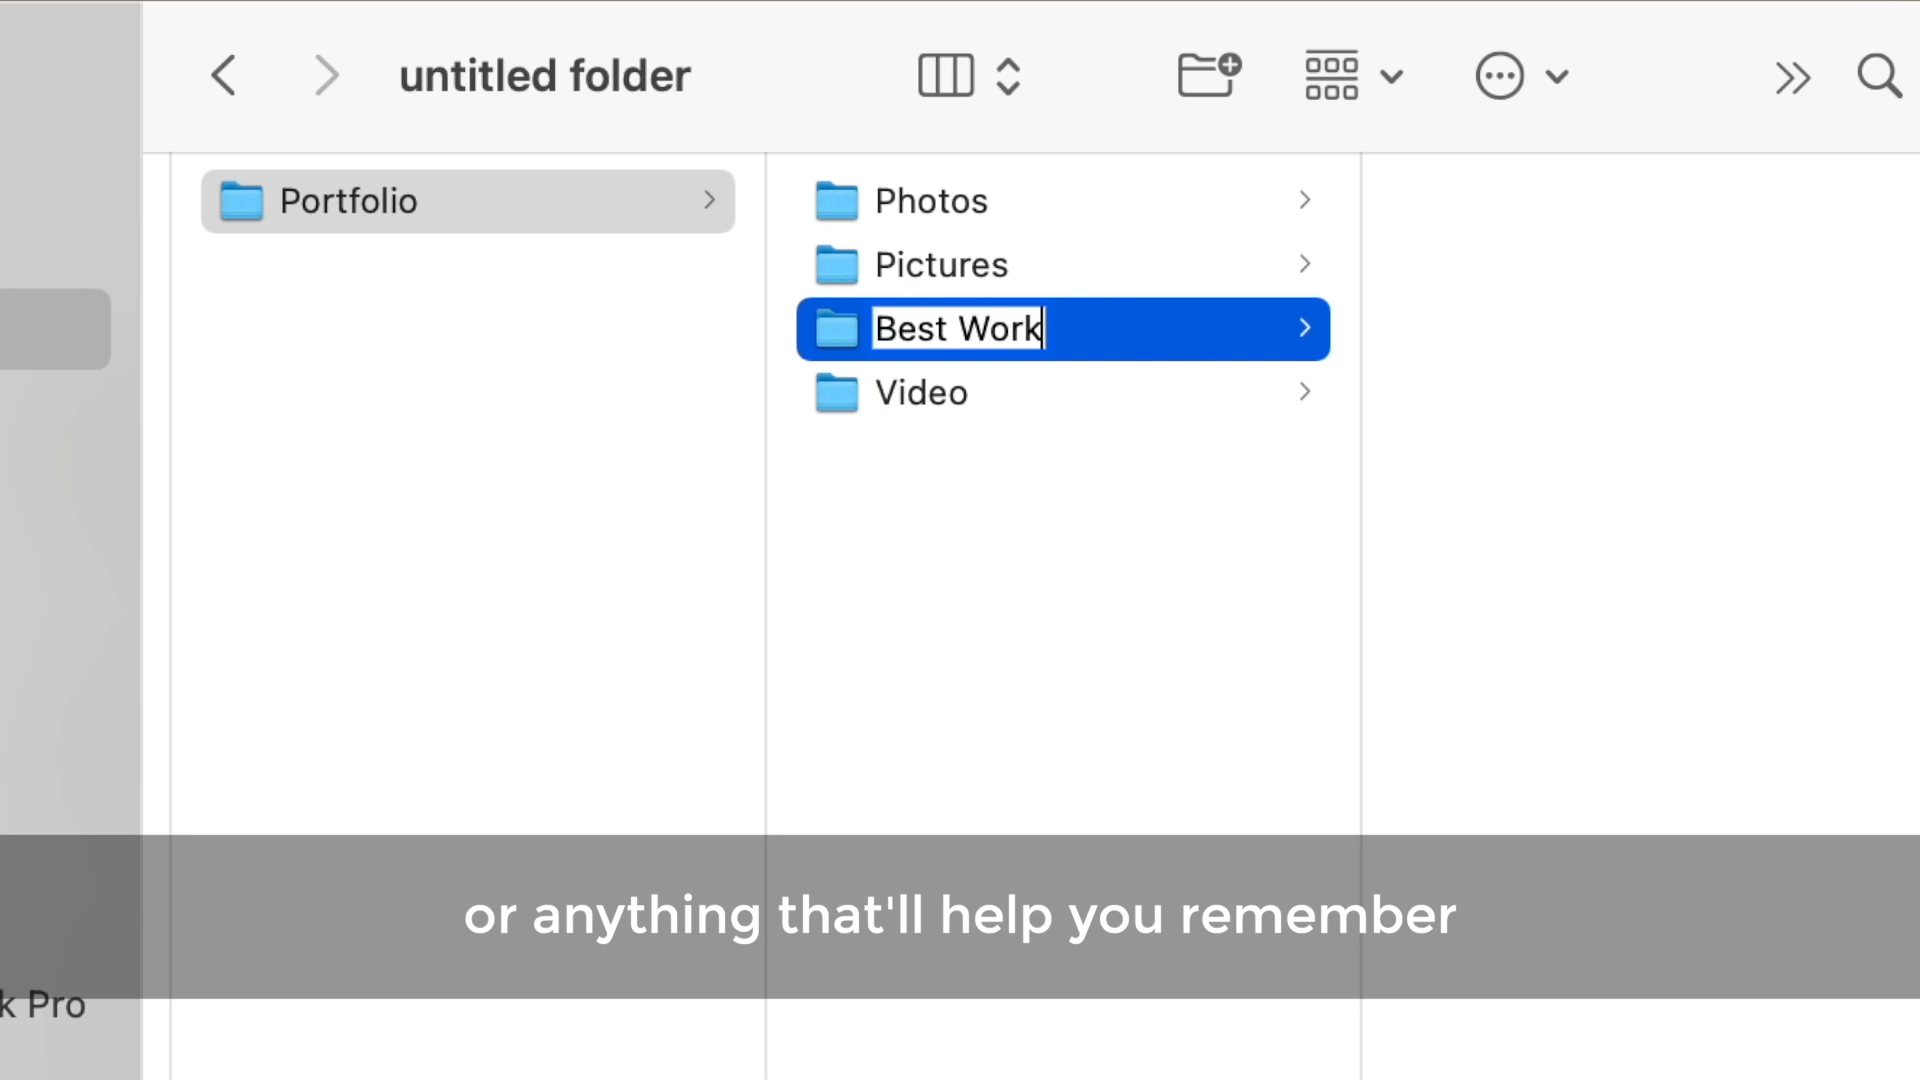 untitled folder
Portfolio
Photos
Pictures
Best Work
Video
or anything that'll help you remember
k Pro